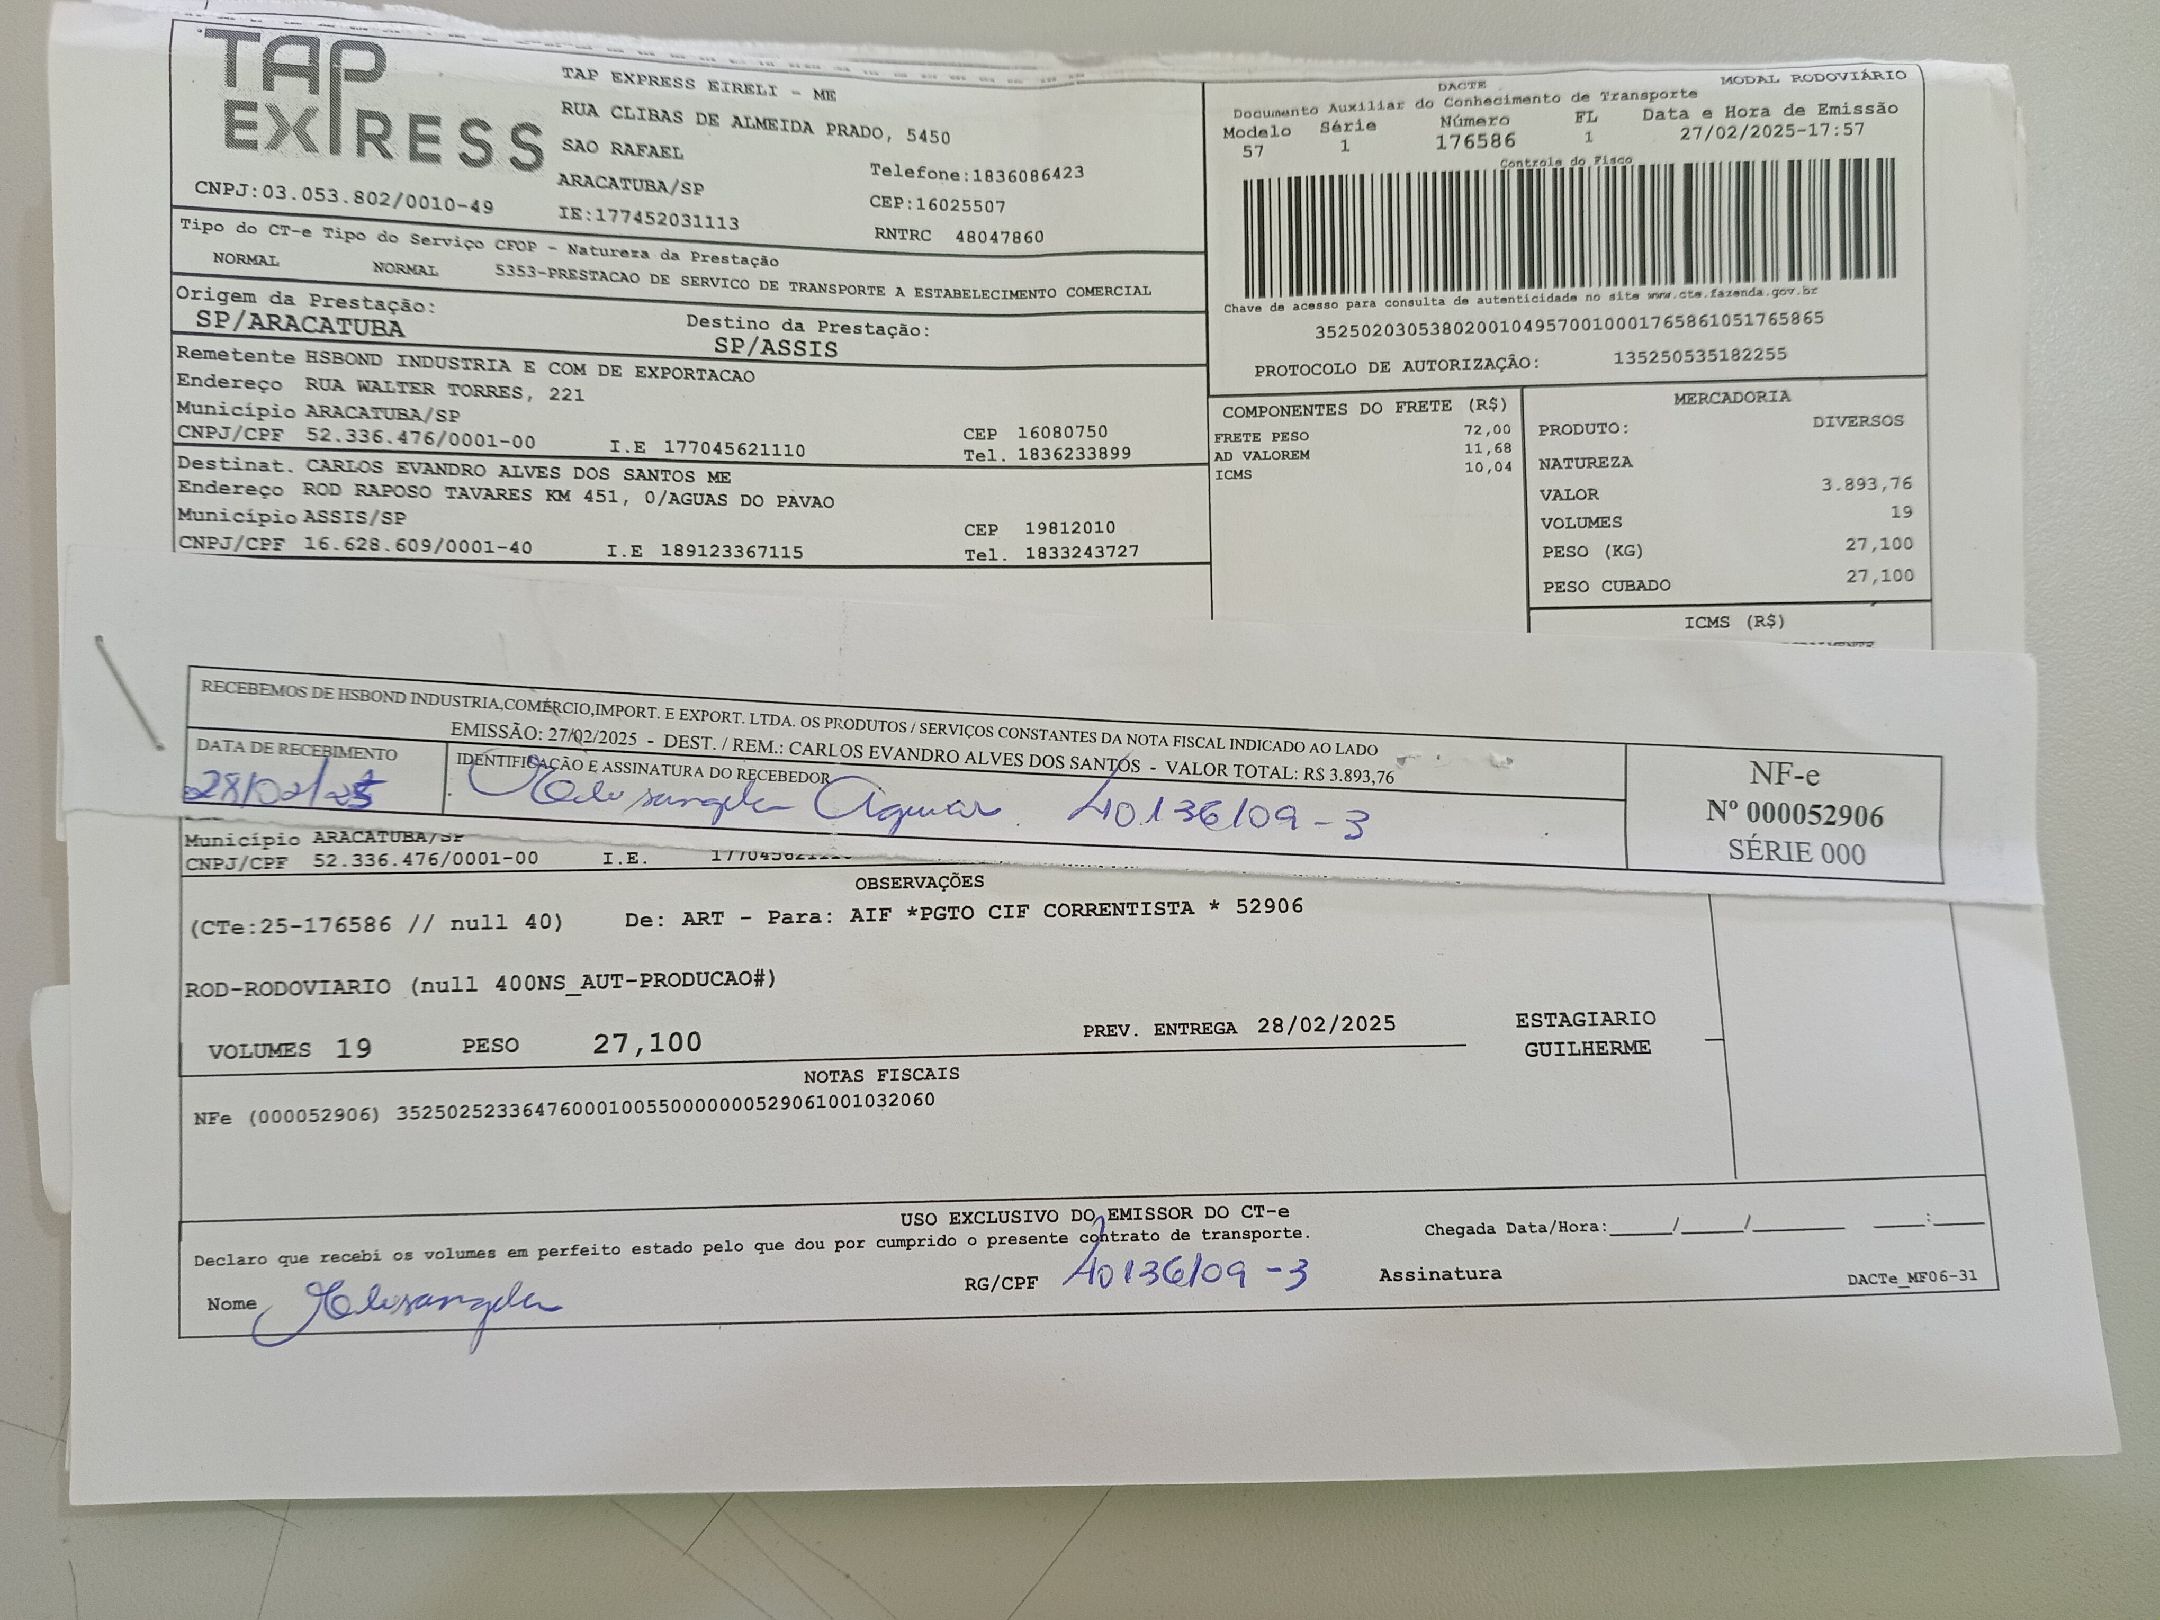 TAP EXPRESS
TAP EXPRESS EIRELI - ME
RUA CLIBAS DE ALMEIDA PRADO, 5450
SAO RAFAEL
ARACATUBA/SP
Telefone:1836086423
CEP:16025507
CNPJ:03.053.802/0010-49
IE:177452031113
RNTRC 48047860
DACTE
MODAL RODOVIÁRIO
Documento Auxiliar do Conhecimento de Transporte
Modelo Série Número FL Data e Hora de Emissão
57 1 176586 1 27/02/2025-17:57
Controle do Fisco
Chave de acesso para consulta de autenticidade no site www.cte.fazenda.gov.br
35250203053802001049570010001765861051765865
PROTOCOLO DE AUTORIZAÇÃO: 135250535182255
Tipo do CT-e Tipo do Serviço CFOP - Natureza da Prestação
NORMAL NORMAL 5353-PRESTACAO DE SERVICO DE TRANSPORTE A ESTABELECIMENTO COMERCIAL
Origem da Prestação: Destino da Prestação:
SP/ARACATUBA SP/ASSIS
Remetente HSBOND INDUSTRIA E COM DE EXPORTACAO
Endereço RUA WALTER TORRES, 221
Município ARACATUBA/SP CEP 16080750
CNPJ/CPF 52.336.476/0001-00 I.E 177045621110 Tel. 1836233899
Destinat. CARLOS EVANDRO ALVES DOS SANTOS ME
Endereço ROD RAPOSO TAVARES KM 451, 0/AGUAS DO PAVAO
Município ASSIS/SP CEP 19812010
CNPJ/CPF 16.628.609/0001-40 I.E 189123367115 Tel. 1833243727
COMPONENTES DO FRETE (R$)
FRETE PESO 72,00
AD VALOREM 11,68
ICMS 10,04
MERCADORIA
PRODUTO: DIVERSOS
NATUREZA
VALOR 3.893,76
VOLUMES 19
PESO (KG) 27,100
PESO CUBADO 27,100
ICMS (R$)
RECEBEMOS DE HSBOND INDUSTRIA,COMÉRCIO,IMPORT. E EXPORT. LTDA. OS PRODUTOS / SERVIÇOS CONSTANTES DA NOTA FISCAL INDICADO AO LADO
EMISSÃO: 27/02/2025 - DEST. / REM.: CARLOS EVANDRO ALVES DOS SANTOS - VALOR TOTAL: R$ 3.893,76
DATA DE RECEBIMENTO IDENTIFICAÇÃO E ASSINATURA DO RECEBEDOR
28/02/25 Elisangela Aguiar 40136109-3
NF-e
Nº 000052906
SÉRIE 000
Município ARACATUBA/SP
CNPJ/CPF 52.336.476/0001-00 I.E.
OBSERVAÇÕES
(CTe:25-176586 // null 40) De: ART - Para: AIF *PGTO CIF CORRENTISTA * 52906
ROD-RODOVIARIO (null 400NS_AUT-PRODUCAO#)
VOLUMES 19 PESO 27,100 PREV. ENTREGA 28/02/2025
ESTAGIARIO
GUILHERME
NOTAS FISCAIS
NFe (000052906) 35250252336476000100550000000529061001032060
USO EXCLUSIVO DO EMISSOR DO CT-e
Declaro que recebi os volumes em perfeito estado pelo que dou por cumprido o presente contrato de transporte.
Chegada Data/Hora:____/____/______ ____:____
Nome Elisangela RG/CPF 40136109-3 Assinatura
DACTe_MF06-31